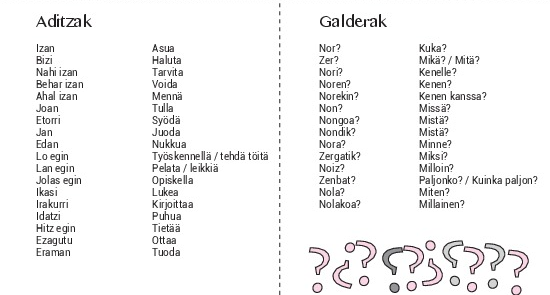 Aditzak
Izan Asua
Bizi Haluta
Nahi izan Tarvita
Behar izan Voida
Ahal izan Mennä
Joan Tulla
Etorri Syödä
Jan Juoda
Edan Nukkua
Lo egin Työskennellä / tehdä töitä
Lan egin Pelata / leikkiä
Jolas egin Opiskella
Ikasi Lukea
Irakurri Kirjoittaa
Idatzi Puhua
Hitz egin Tietää
Ezagutu Ottaa
Eraman Tuoda
Galderak
Nor? Kuka?
Zer? Mikä? / Mitä?
Nori? Kenelle?
Noren? Kenen?
Norekin? Kenen kanssa?
Non? Missä?
Nongoa? Mistä?
Nondik? Mistä?
Nora? Minne?
Zergatik? Miksi?
Noiz? Milloin?
Zenbat? Paljonko? / Kuinka paljon?
Nola? Miten?
Nolakoa? Millainen?